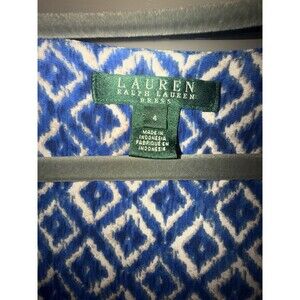 LAUREN
RALPH LAUREN
DRESS
4
MADE IN
INDONESIA
FABRIQUÉ EN
INDONÉSIE